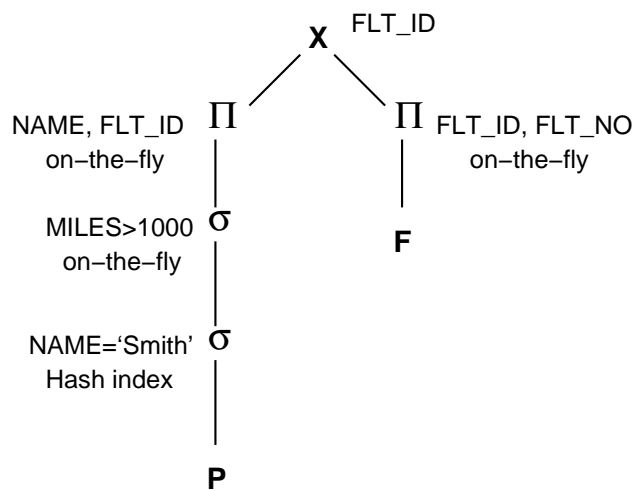 X FLT_ID
NAME, FLT_ID Π Π FLT_ID, FLT_NO
on−the−fly on−the−fly
MILES>1000 σ
on−the−fly
F
NAME=‘Smith’ σ
Hash index
P